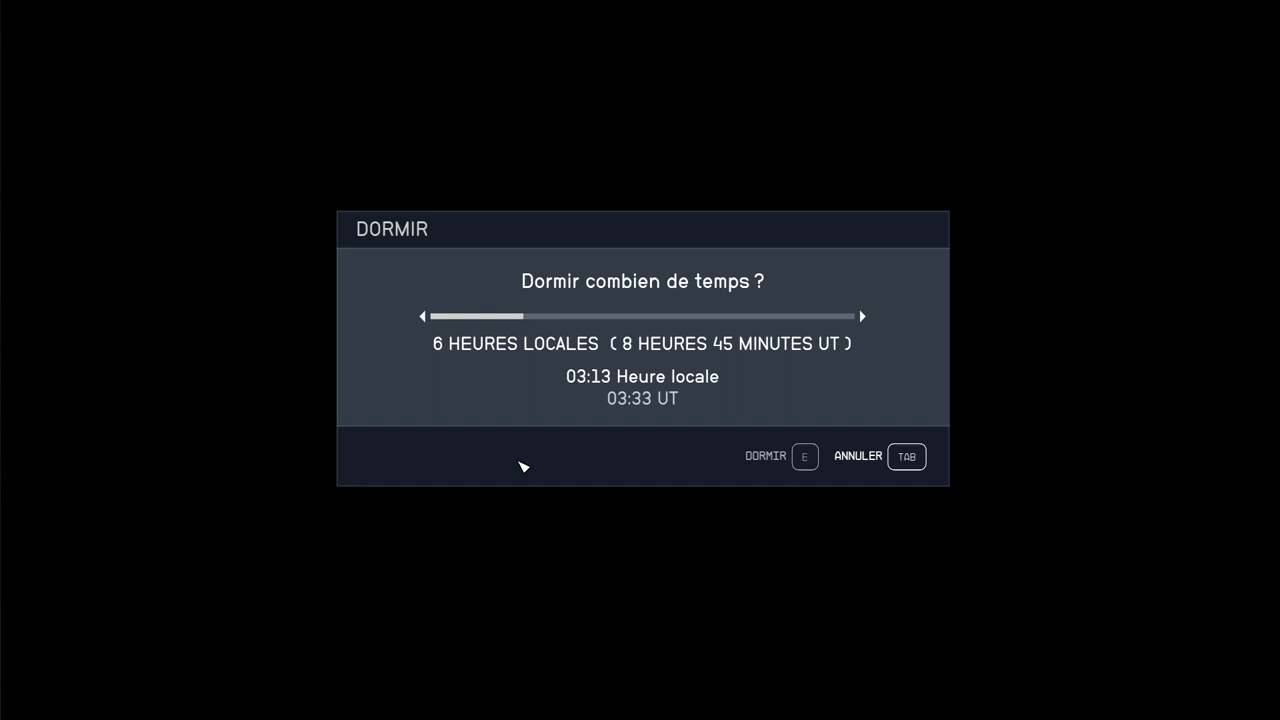 DORMIR
Dormir combien de temps ?
6 HEURES LOCALES ( 8 HEURES 45 MINUTES UT )
03:13 Heure locale
03:33 UT
DORMIR E ANNULER TAB